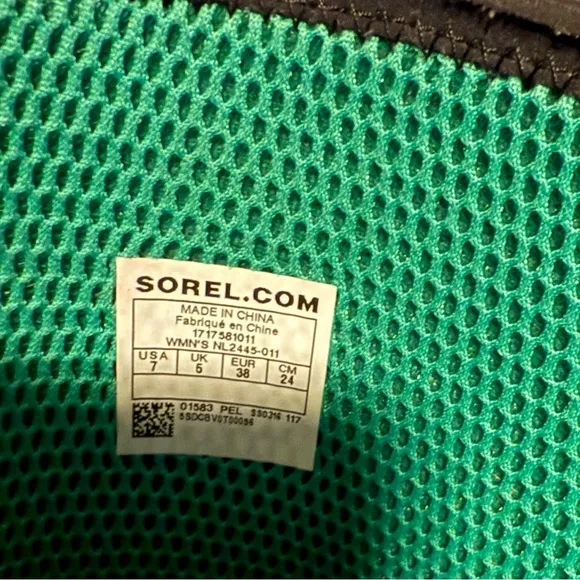 SOREL.COM
MADE IN CHINA
Fabriqué en Chine
1717581011
WMN'S NL2445-011
USA UK EUR CM
7 5 38 24
01583 PEL SS0216 117
5SDCBV0T00056